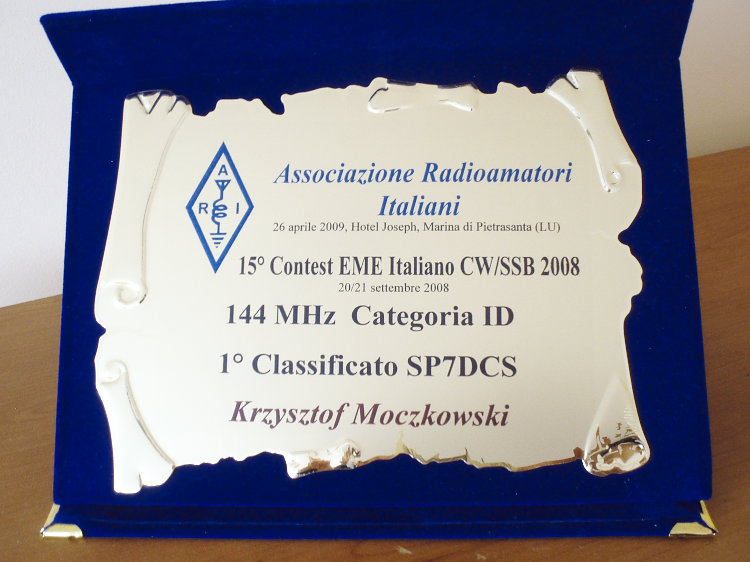 A
R I
Associazione Radioamatori
Italiani
26 aprile 2009, Hotel Joseph, Marina di Pietrasanta (LU)
15° Contest EME Italiano CW/SSB 2008
20/21 settembre 2008
144 MHz Categoria ID
1° Classificato SP7DCS
Krzysztof Moczkowski